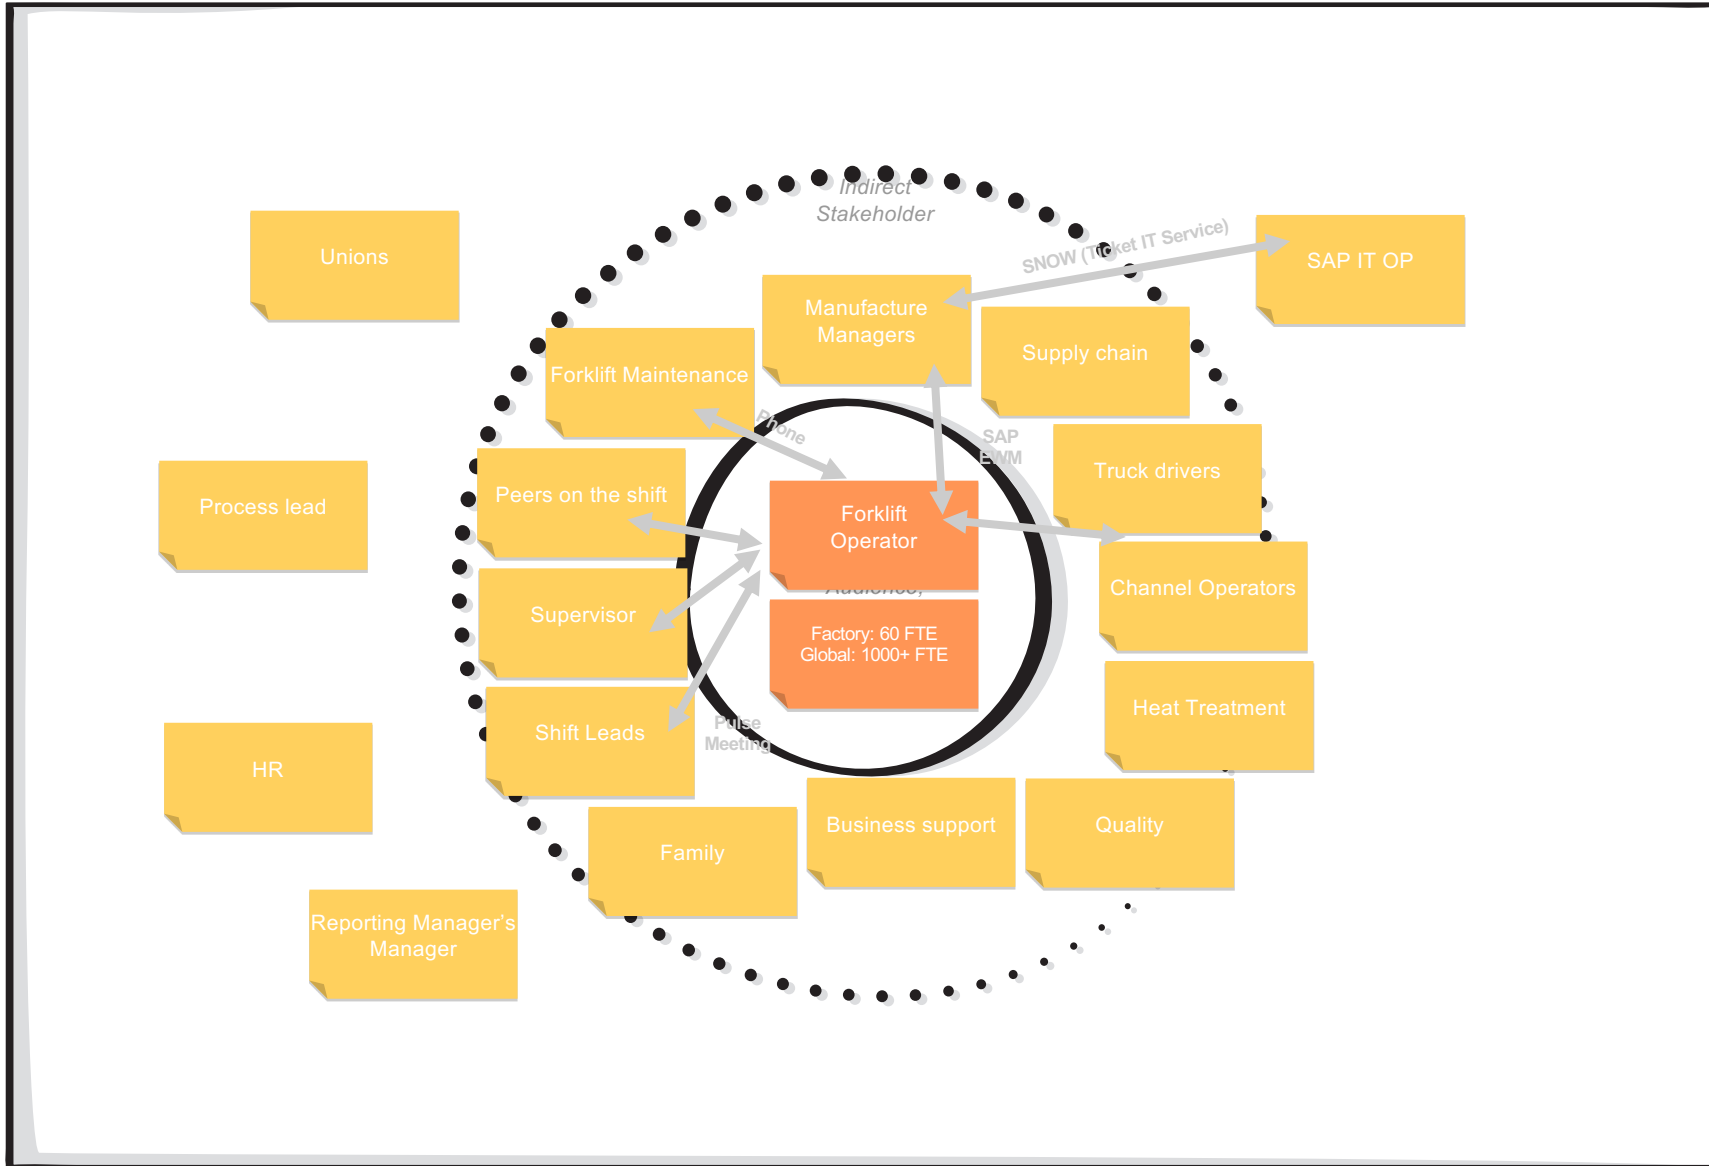 Indirect
Stakeholder
Unions
SNOW (Ticket IT Service)
SAP IT OP
Manufacture
Managers
Supply chain
Forklift Maintenance
Phone
SAP
EWM
Truck drivers
Peers on the shift
Process lead
Forklift
Operator
Audience,
Channel Operators
Supervisor
Factory: 60 FTE
Global: 1000+ FTE
Shift Leads
Pulse
Meeting
Heat Treatment
HR
Family
Business support
Quality
Reporting Manager’s
Manager